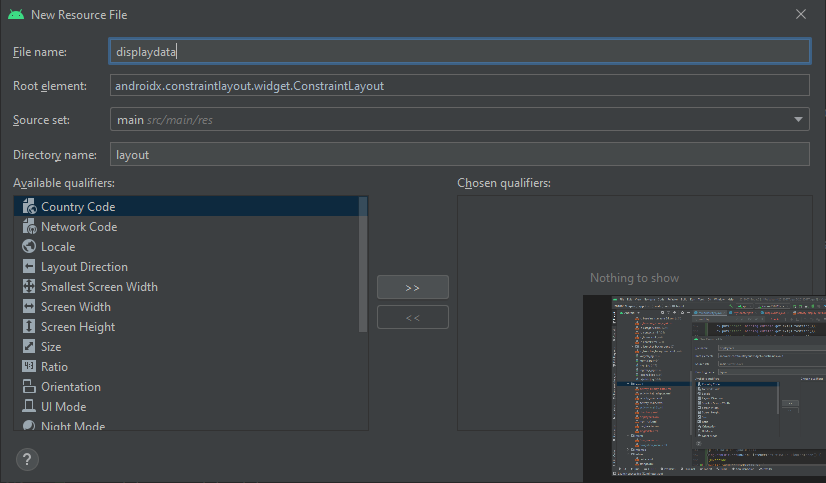 New Resource File
File name:
displaydata
Root element:
androidx.constraintlayout.widget.ConstraintLayout
Source set:
main src/main/res
Directory name:
layout
Available qualifiers:
Chosen qualifiers:
Country Code
Network Code
Locale
Layout Direction
Smallest Screen Width
Screen Width
Screen Height
Size
Ratio
Orientation
UI Mode
Night Mode
>>
<<
Nothing to show
?